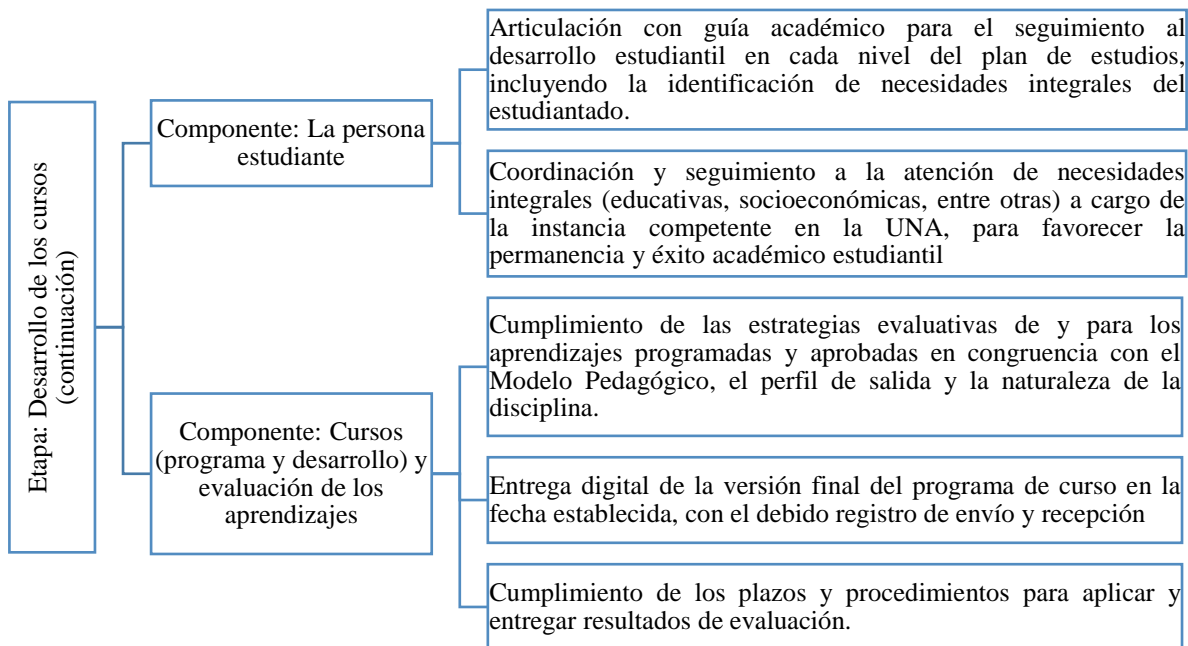 Etapa: Desarrollo de los cursos
(continuación)
Componente: La persona
estudiante
Articulación con guía académico para el seguimiento al
desarrollo estudiantil en cada nivel del plan de estudios,
incluyendo la identificación de necesidades integrales del
estudiantado.
Coordinación y seguimiento a la atención de necesidades
integrales (educativas, socioeconómicas, entre otras) a cargo de
la instancia competente en la UNA, para favorecer la
permanencia y éxito académico estudiantil
Componente: Cursos
(programa y desarrollo) y
evaluación de los
aprendizajes
Cumplimiento de las estrategias evaluativas de y para los
aprendizajes programadas y aprobadas en congruencia con el
Modelo Pedagógico, el perfil de salida y la naturaleza de la
disciplina.
Entrega digital de la versión final del programa de curso en la
fecha establecida, con el debido registro de envío y recepción
Cumplimiento de los plazos y procedimientos para aplicar y
entregar resultados de evaluación.